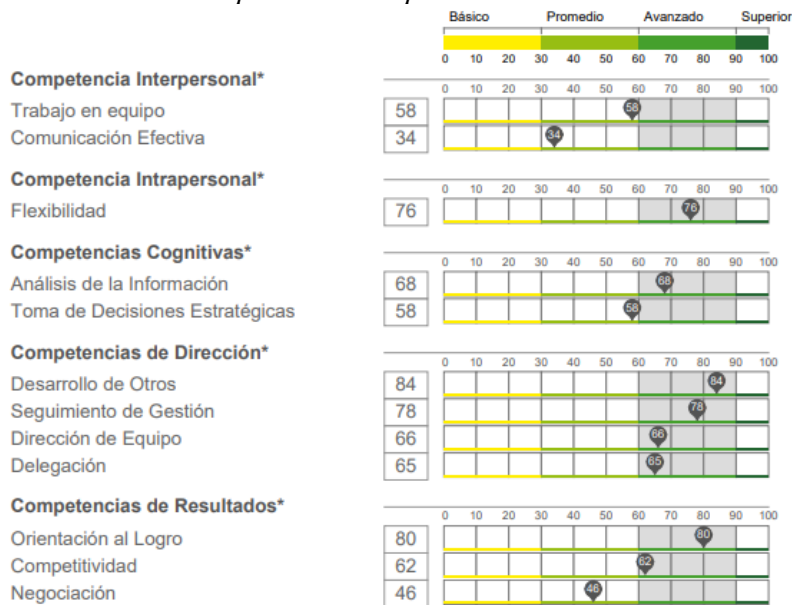 Básico Promedio Avanzado Superior
0 10 20 30 40 50 60 70 80 90 100
Competencia Interpersonal*
0 10 20 30 40 50 60 70 80 90 100
Trabajo en equipo 58 58
Comunicación Efectiva 34 34
Competencia Intrapersonal*
0 10 20 30 40 50 60 70 80 90 100
Flexibilidad 76 76
Competencias Cognitivas*
0 10 20 30 40 50 60 70 80 90 100
Análisis de la Información 68 68
Toma de Decisiones Estratégicas 58 58
Competencias de Dirección*
0 10 20 30 40 50 60 70 80 90 100
Desarrollo de Otros 84 84
Seguimiento de Gestión 78 78
Dirección de Equipo 66 66
Delegación 65 65
Competencias de Resultados*
0 10 20 30 40 50 60 70 80 90 100
Orientación al Logro 80 80
Competitividad 62 62
Negociación 46 46